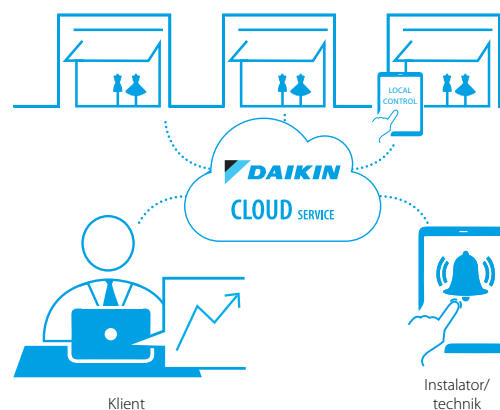 LOCAL
CONTROL
DAIKIN
CLOUD SERVICE
Klient
Instalator/
technik